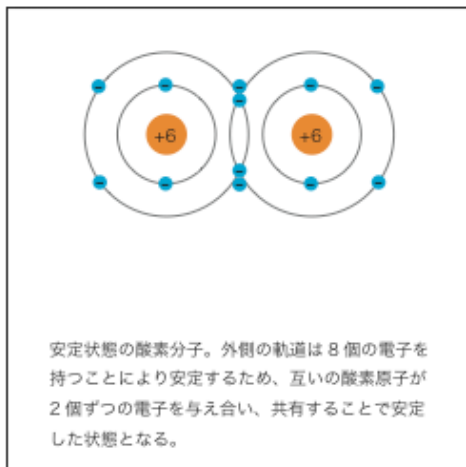 +6 +6
安定状態の酸素分子。外側の軌道は8個の電子を
持つことにより安定するため、互いの酸素原子が
2個ずつの電子を与え合い、共有することで安定
した状態となる。